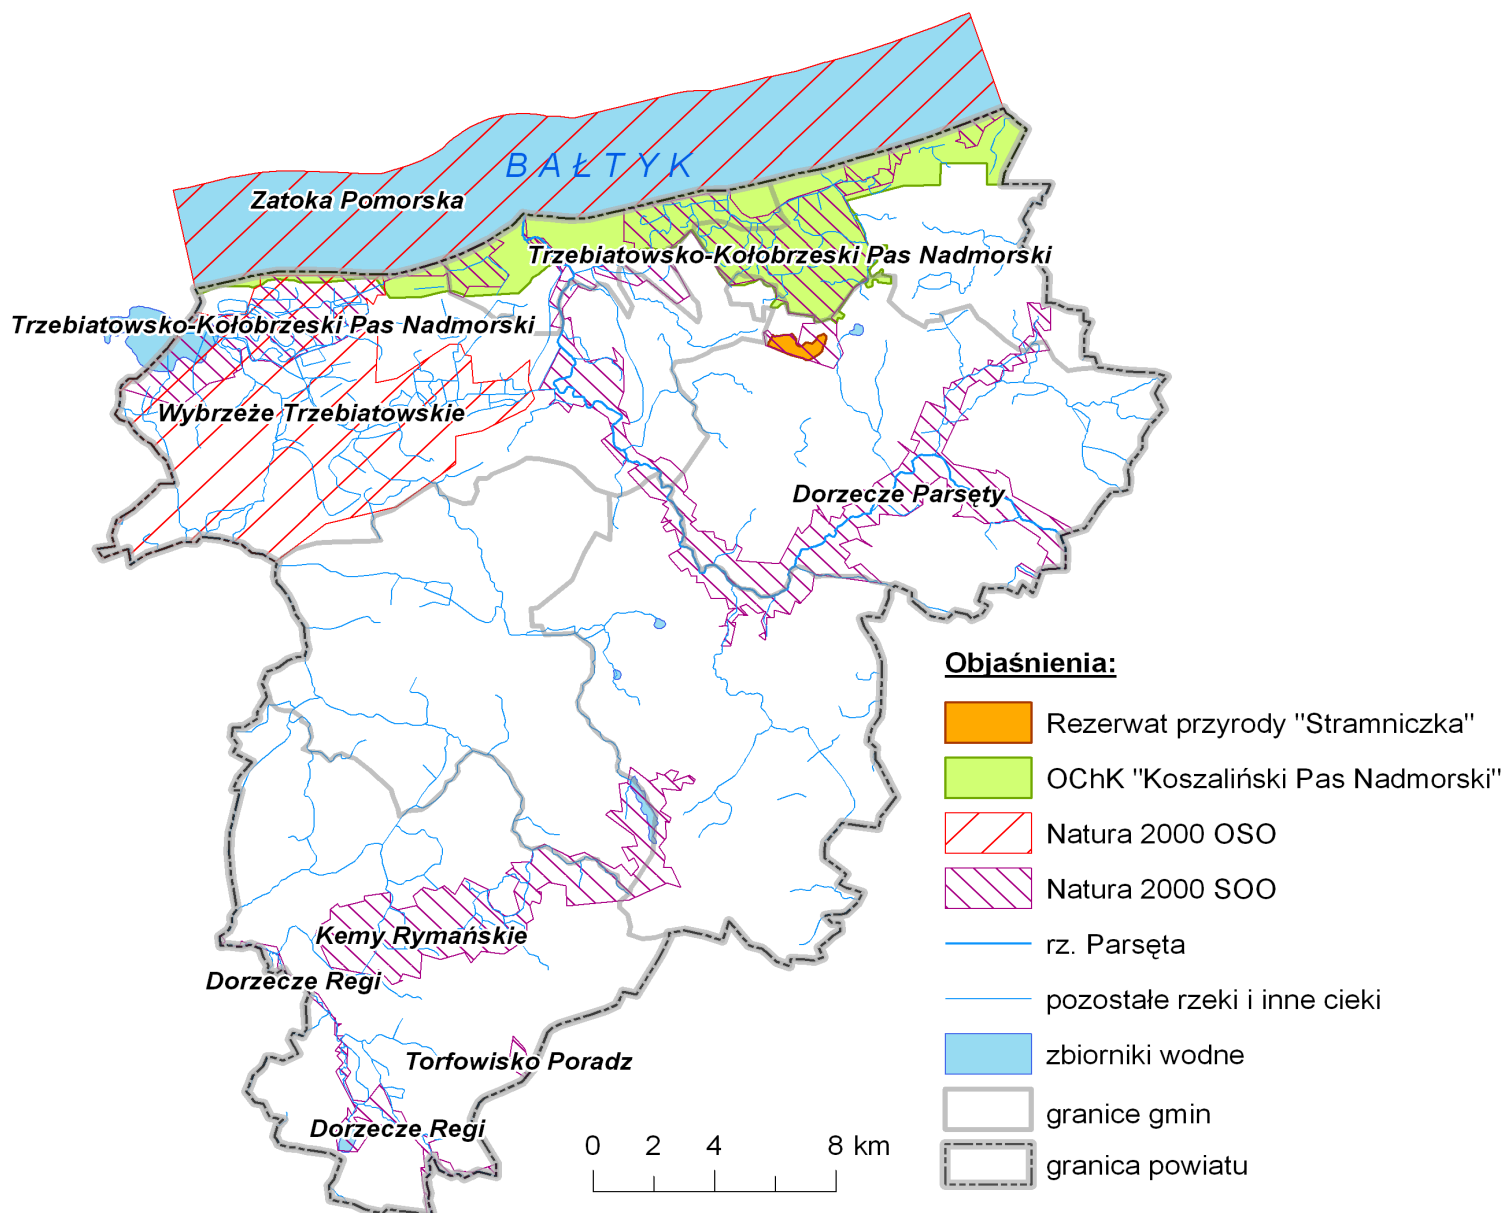 BAŁTYK
Zatoka Pomorska
Trzebiatowsko-Kołobrzeski Pas Nadmorski
Trzebiatowsko-Kołobrzeski Pas Nadmorski
Wybrzeże Trzebiatowskie
Dorzecze Parsęty
Kemy Rymańskie
Dorzecze Regi
Torfowisko Poradz
Dorzecze Regi
0 2 4 8 km
Objaśnienia:
Rezerwat przyrody "Stramniczka"
OChK "Koszaliński Pas Nadmorski"
Natura 2000 OSO
Natura 2000 SOO
rz. Parsęta
pozostałe rzeki i inne cieki
zbiorniki wodne
granice gmin
granica powiatu